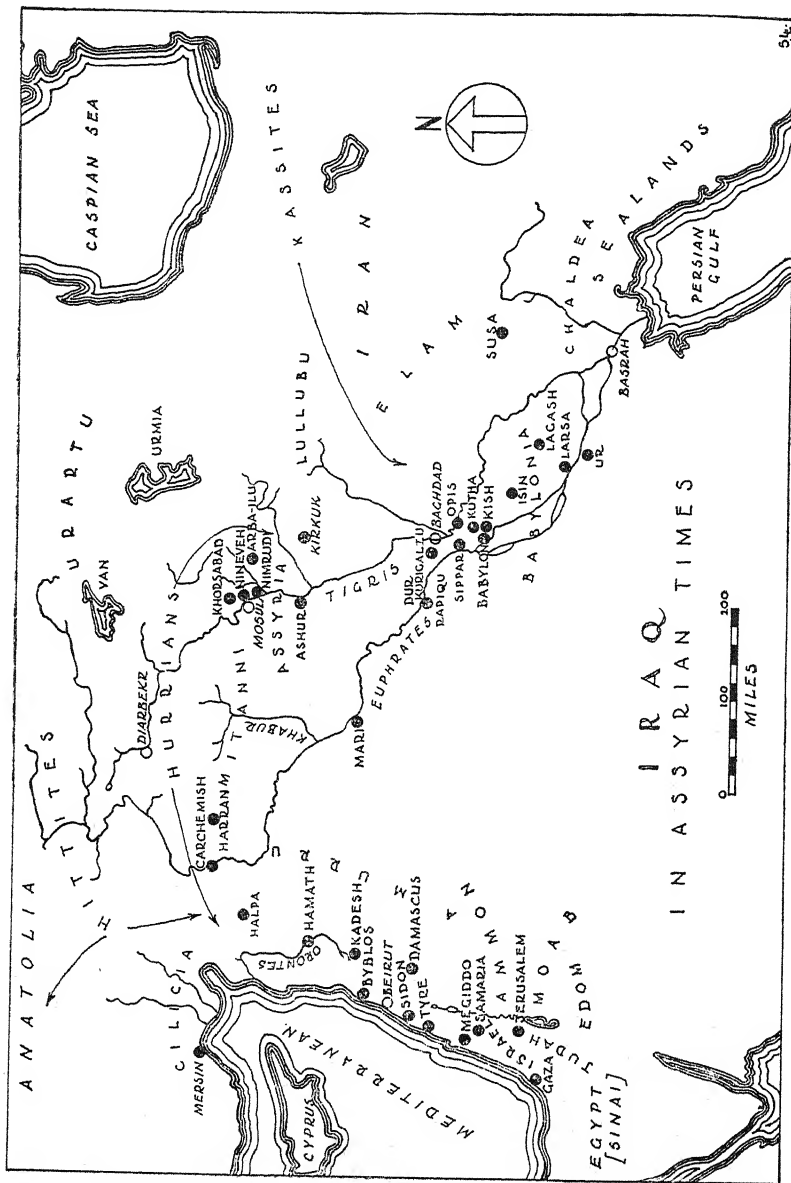 ANATOLIA
HITTITES
URARTU
CASPIAN SEA
VAN
URMIA
CILICIA
MERSIN
CARCHEMISH
HARRAN
DIARBEKR
HURRIANS
MITANNI
KHABUR
KHORSABAD
NINEVEH
ARBA-ILU
MOSUL
NIMRUD
ASSYRIA
ASHUR
KIRKUK
LULLUBU
KASSITES
IRAN
N
CYPRUS
MEDITERRANEAN
HALPA
HAMATH
ORONTES
KADESH
BYBLOS
BEIRUT
SIDON
DAMASCUS
TYRE
MEGIDDO
SAMARIA
ISRAEL
AMMON
JERUSALEM
JUDAH
MOAB
GAZA
EDOM
EGYPT
[SINAI]
MARI
EUPHRATES
TIGRIS
DUR
KURIGALZU
BAGHDAD
RAPIQU
OPIS
SIPPAR
KUTHA
BABYLON
KISH
BABYLONIA
ISIN
LAGASH
LARSA
UR
ELAM
SUSA
CHALDEA
SEALANDS
BASRAH
PERSIAN
GULF
IRAQ
IN ASSYRIAN TIMES
0 100 200
MILES